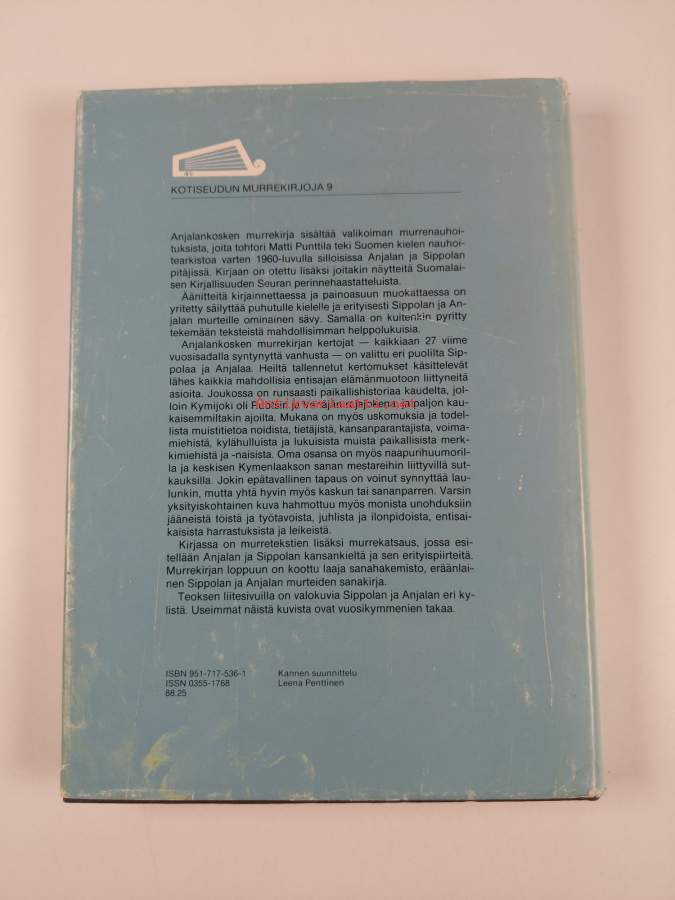 KOTISEUDUN MURREKIRJOJA 9
Anjalankosken murrekirja sisältää valikoiman murrenauhoi-
tuksista, joita tohtori Matti Punttila teki Suomen kielen nauhoi-
tearkistoa varten 1960-luvulla silloisissa Anjalan ja Sippolan
pitäjissä. Kirjaan on otettu lisäksi joitakin näytteitä Suomalai-
sen Kirjallisuuden Seuran perinnehaastatteluista.
Äänitteitä kirjainnettaessa ja painoasuun muokattaessa on
yritetty säilyttää puhutulle kielelle ja erityisesti Sippolan ja An-
jalan murteille ominainen sävy. Samalla on kuitenkin pyritty
tekemään teksteistä mahdollisimman helppolukuisia.
Anjalankosken murrekirjan kertojat — kaikkiaan 27 viime
vuosisadalla syntynyttä vanhusta — on valittu eri puolilta Sip-
polaa ja Anjalaa. Heiltä tallennetut kertomukset käsittelevät
lähes kaikkia mahdollisia entisajan elämänmuotoon liittyneitä
asioita. Joukossa on runsaasti paikallishistoriaa kaudelta, jol-
loin Kymijoki oli Ruotsin ja Venäjän rajajokena, ja paljon kau-
kaisemmiltakin ajoilta. Mukana on myös uskomuksia ja todel-
lista muistitietoa noidista, tietäjistä, kansanparantajista, voima-
miehistä, kylähulluista ja lukuisista muista paikallisista merk-
kimiehistä ja -naisista. Oma osansa on myös naapurihuumoril-
la ja keskisen Kymenlaakson sanan mestareihin liittyvillä sut-
kauksilla. Jokin epätavallinen tapaus on voinut synnyttää lau-
lunkin, mutta yhtä hyvin myös kaskun tai sananparren. Varsin
yksityiskohtainen kuva hahmottuu myös monista unohduksiin
jääneistä töistä ja työtavoista, juhlista ja ilonpidoista, entisai-
kaisista harrastuksista ja leikeistä.
Kirjassa on murretekstien lisäksi murrekatsaus, jossa esi-
tellään Anjalan ja Sippolan kansankieltä ja sen erityispiirteitä.
Murrekirjan loppuun on koottu laaja sanahakemisto, eräänlai-
nen Sippolan ja Anjalan murteiden sanakirja.
Teoksen liitesivuilla on valokuvia Sippolan ja Anjalan eri ky-
listä. Useimmat näistä kuvista ovat vuosikymmenien takaa.
ISBN 951-717-536-1
ISSN 0355-1768
88.25
Kannen suunnittelu
Leena Penttinen